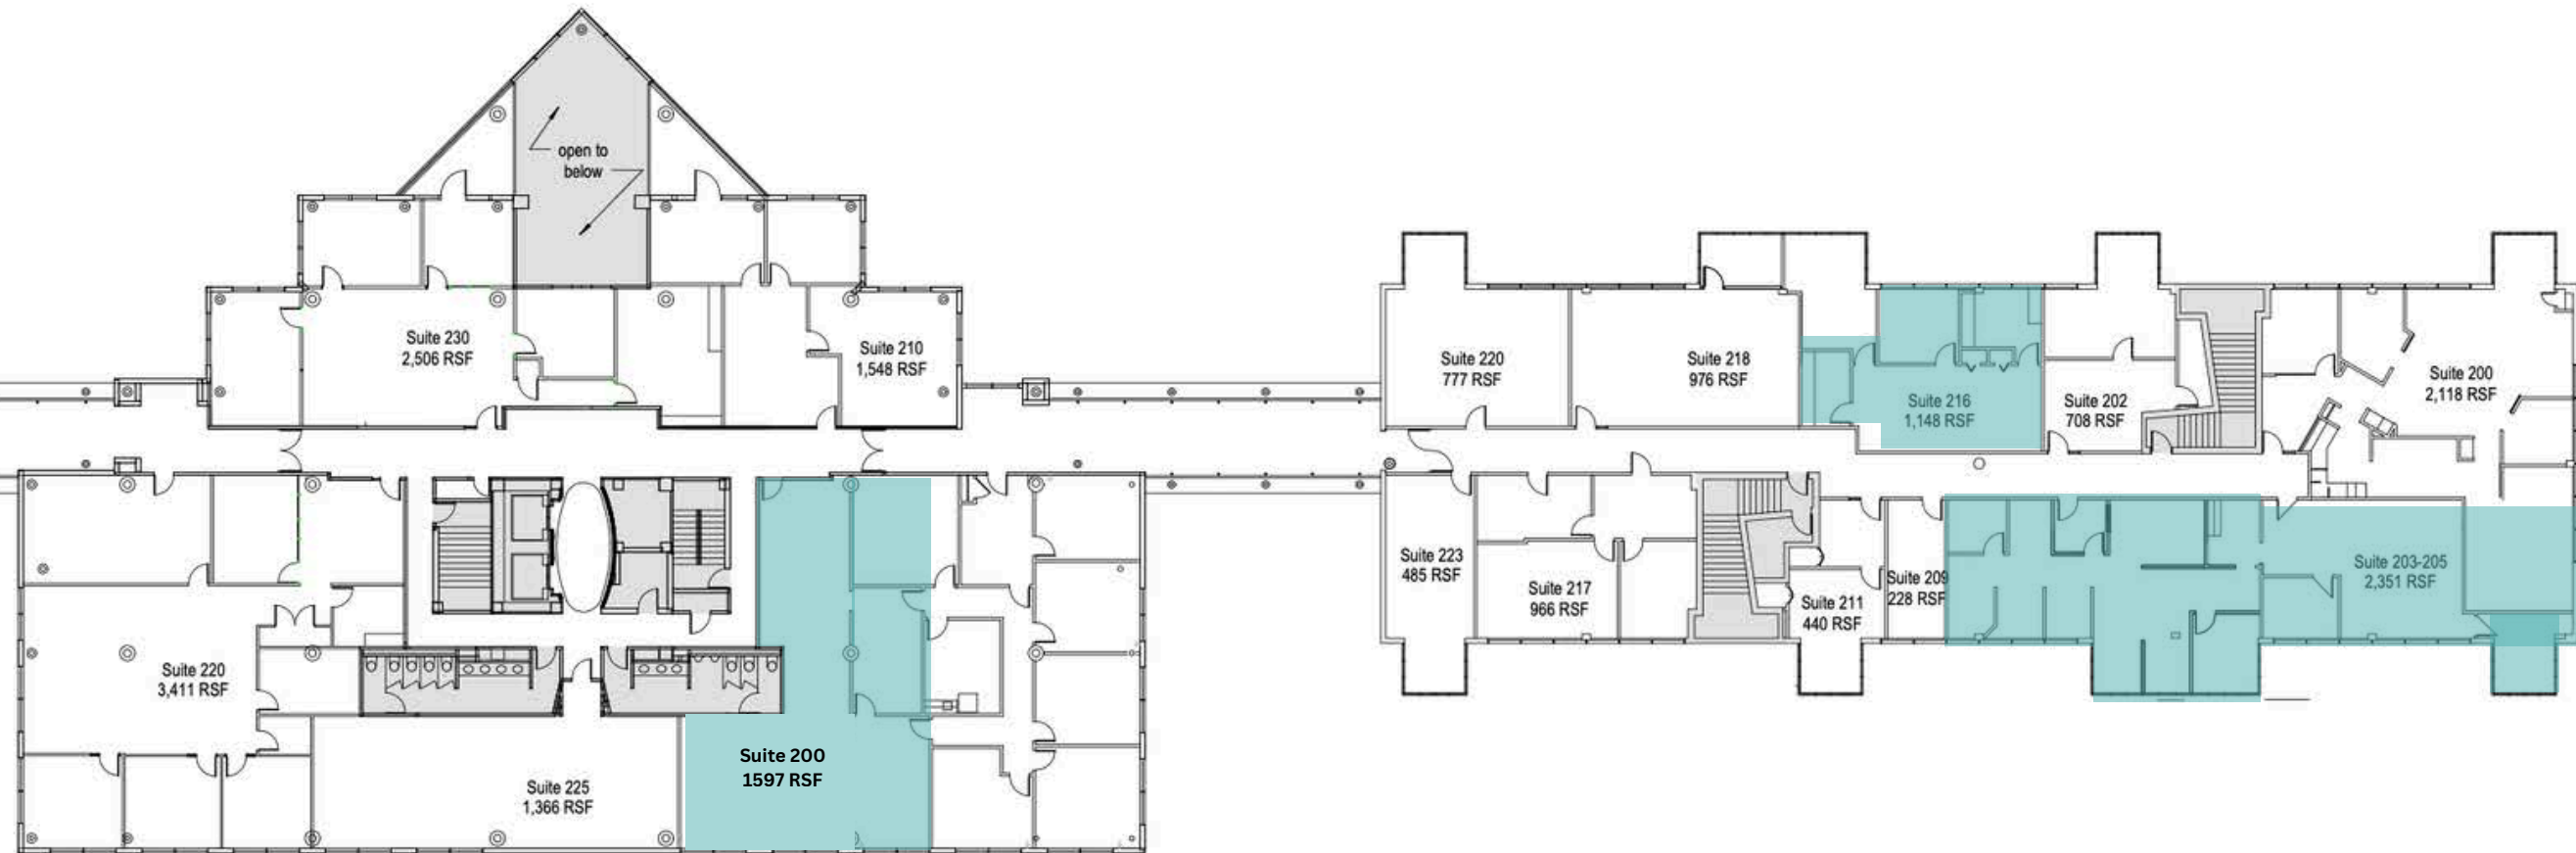 open to
below
Suite 230
2,506 RSF
Suite 210
1,548 RSF
Suite 220
777 RSF
Suite 218
976 RSF
Suite 216
1,148 RSF
Suite 202
708 RSF
Suite 200
2,118 RSF
Suite 223
485 RSF
Suite 217
966 RSF
Suite 211
440 RSF
Suite 209
228 RSF
Suite 203-205
2,351 RSF
Suite 220
3,411 RSF
Suite 225
1,366 RSF
Suite 200
1597 RSF